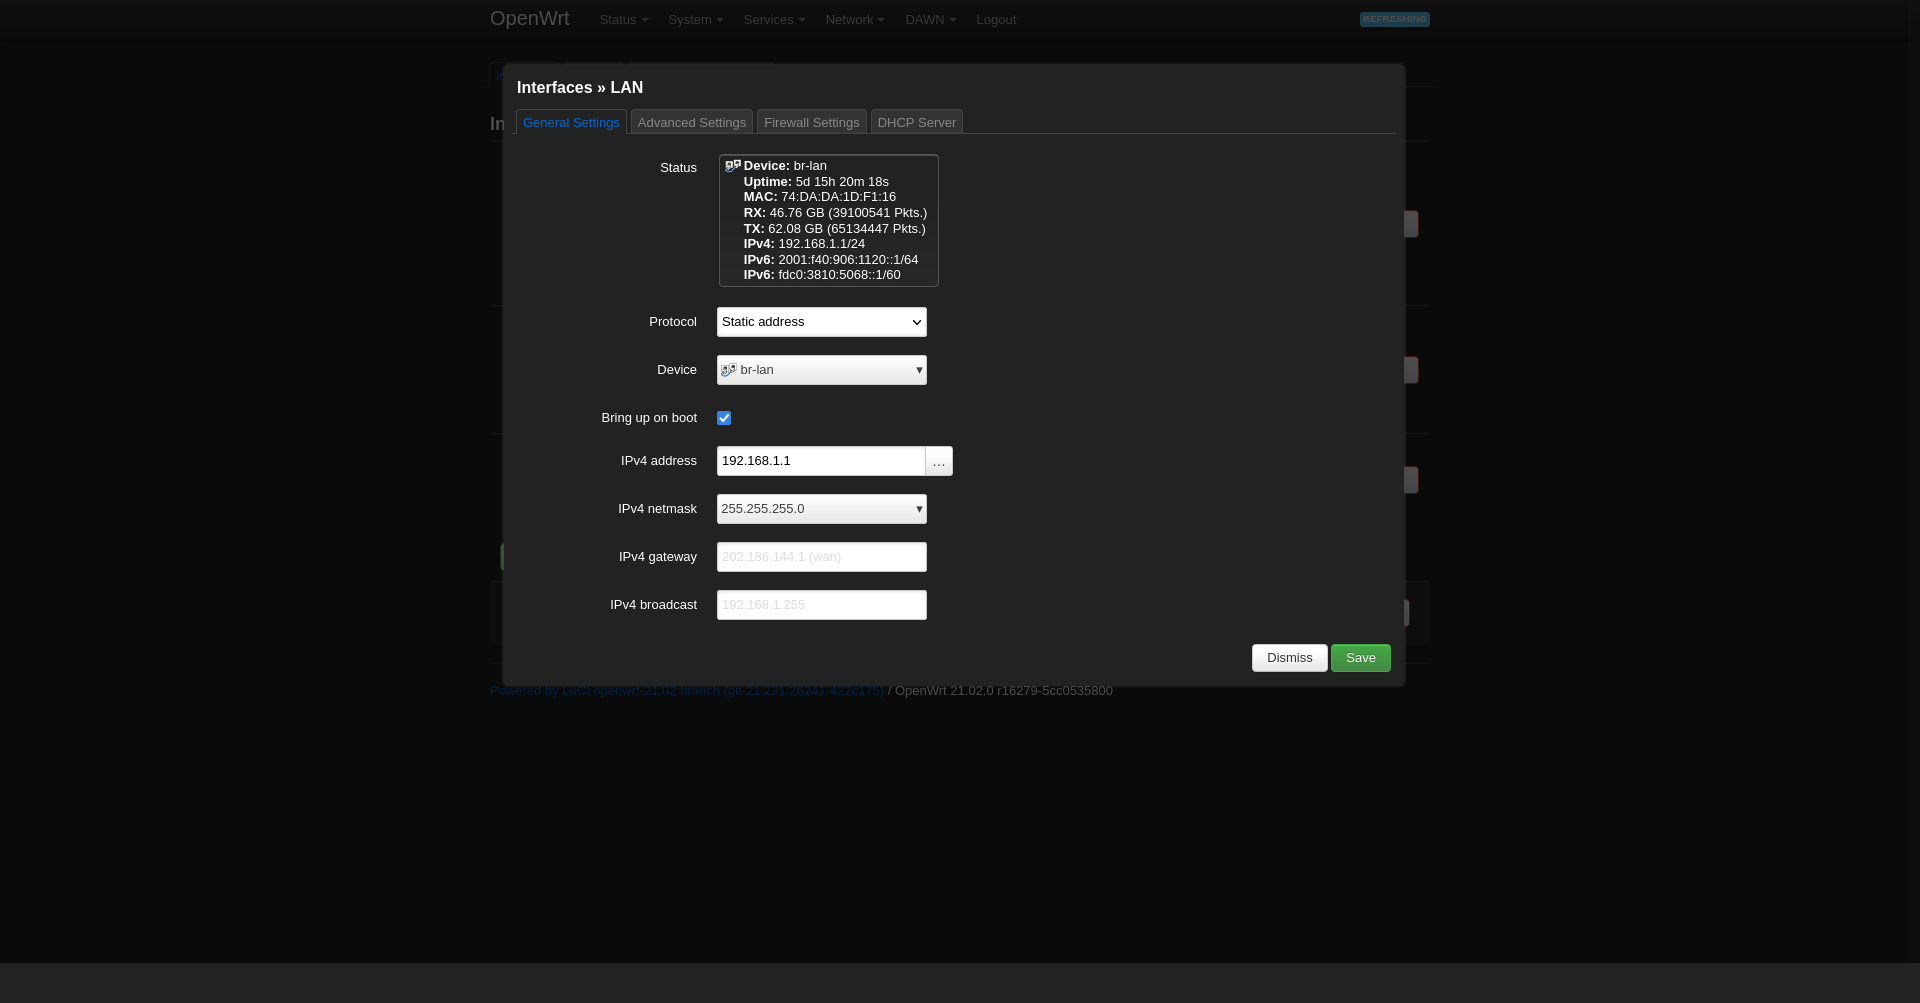 OpenWrt Status System Services Network DAWN Logout REFRESHING
Interfaces » LAN
General Settings Advanced Settings Firewall Settings DHCP Server
Status
Device: br-lan
Uptime: 5d 15h 20m 18s
MAC: 74:DA:DA:1D:F1:16
RX: 46.76 GB (39100541 Pkts.)
TX: 62.08 GB (65134447 Pkts.)
IPv4: 192.168.1.1/24
IPv6: 2001:f40:906:1120::1/64
IPv6: fdc0:3810:5068::1/60
Protocol Static address
Device br-lan
Bring up on boot
IPv4 address 192.168.1.1 …
IPv4 netmask 255.255.255.0
IPv4 gateway 202.186.144.1 (wan)
IPv4 broadcast 192.168.1.255
Dismiss Save
Powered by LuCI openwrt-21.02 branch / OpenWrt 21.02.0 r16279-5cc0535800